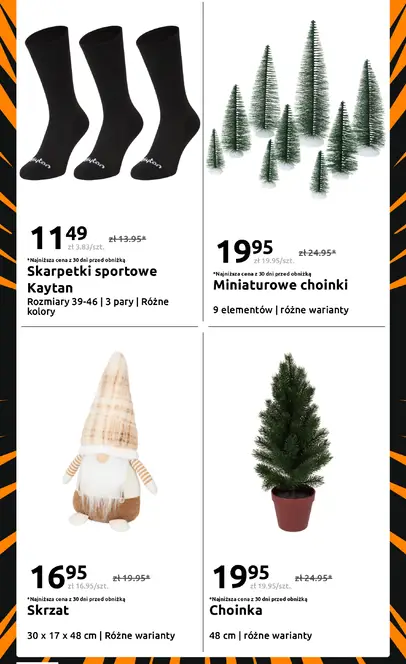 Kaytan
Kaytan
11 49
zł 13.95*
zł 3.83/szt.
*Najniższa cena z 30 dni przed obniżką
Skarpetki sportowe
Kaytan
Rozmiary 39-46 | 3 pary | Różne
kolory
19 95
zł 24.95*
zł 19.95/szt.
*Najniższa cena z 30 dni przed obniżką
Miniaturowe choinki
9 elementów | różne warianty
16 95
zł 19.95*
zł 16.95/szt.
*Najniższa cena z 30 dni przed obniżką
Skrzat
30 x 17 x 48 cm | Różne warianty
19 95
zł 24.95*
zł 19.95/szt.
*Najniższa cena z 30 dni przed obniżką
Choinka
48 cm | różne warianty